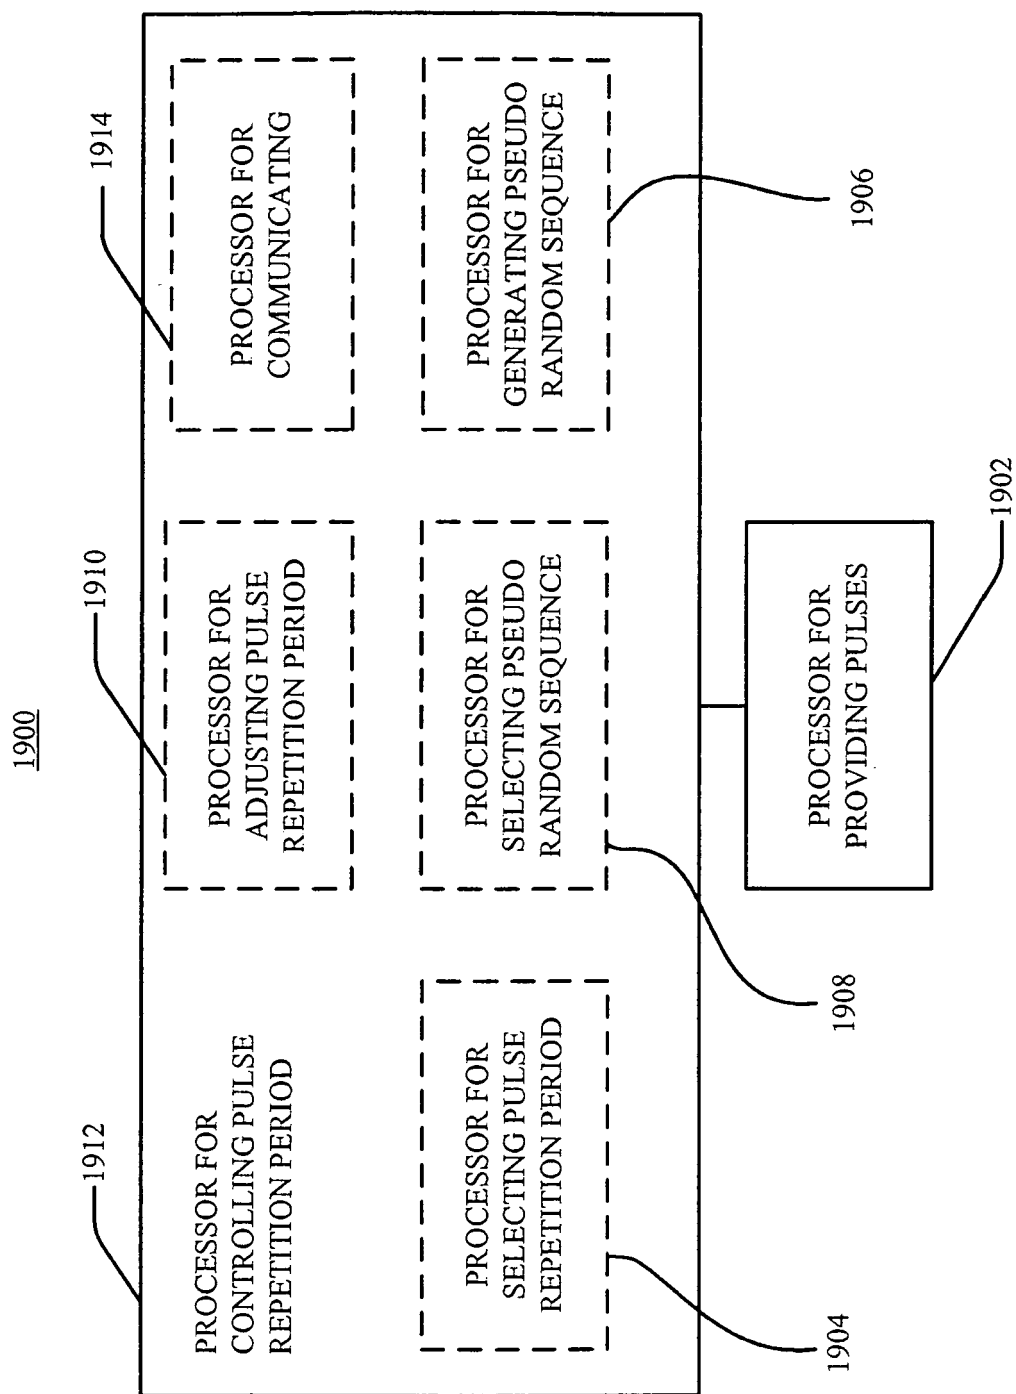 1900
1912
1910
1914
PROCESSOR FOR
CONTROLLING PULSE
REPETITION PERIOD
PROCESSOR FOR
ADJUSTING PULSE
REPETITION PERIOD
PROCESSOR FOR
COMMUNICATING
PROCESSOR FOR
SELECTING PULSE
REPETITION PERIOD
PROCESSOR FOR
SELECTING PSEUDO
RANDOM SEQUENCE
PROCESSOR FOR
GENERATING PSEUDO
RANDOM SEQUENCE
1904
1908
1906
PROCESSOR FOR
PROVIDING PULSES
1902